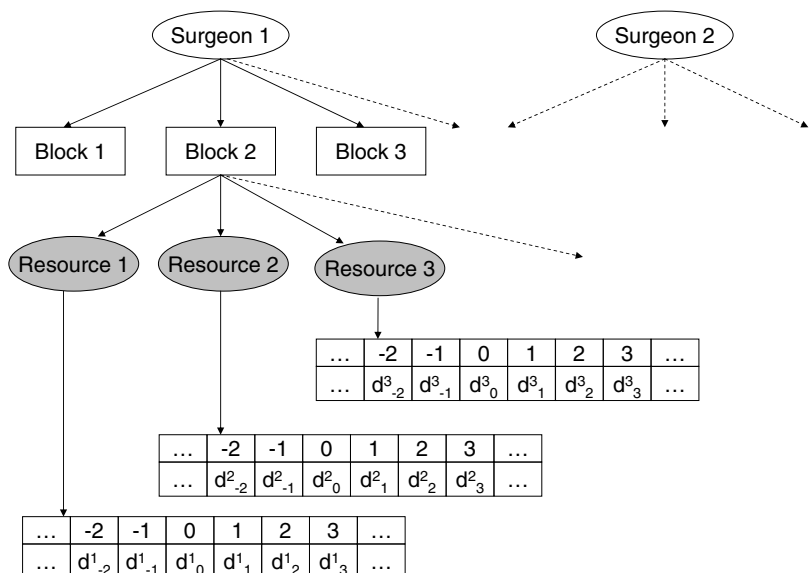 Surgeon 1 Surgeon 2
Block 1 Block 2 Block 3
Resource 1 Resource 2 Resource 3
… -2 -1 0 1 2 3 …
… d³₋₂ d³₋₁ d³₀ d³₁ d³₂ d³₃ …
… -2 -1 0 1 2 3 …
… d²₋₂ d²₋₁ d²₀ d²₁ d²₂ d²₃ …
… -2 -1 0 1 2 3 …
… d¹₋₂ d¹₋₁ d¹₀ d¹₁ d¹₂ d¹₃ …